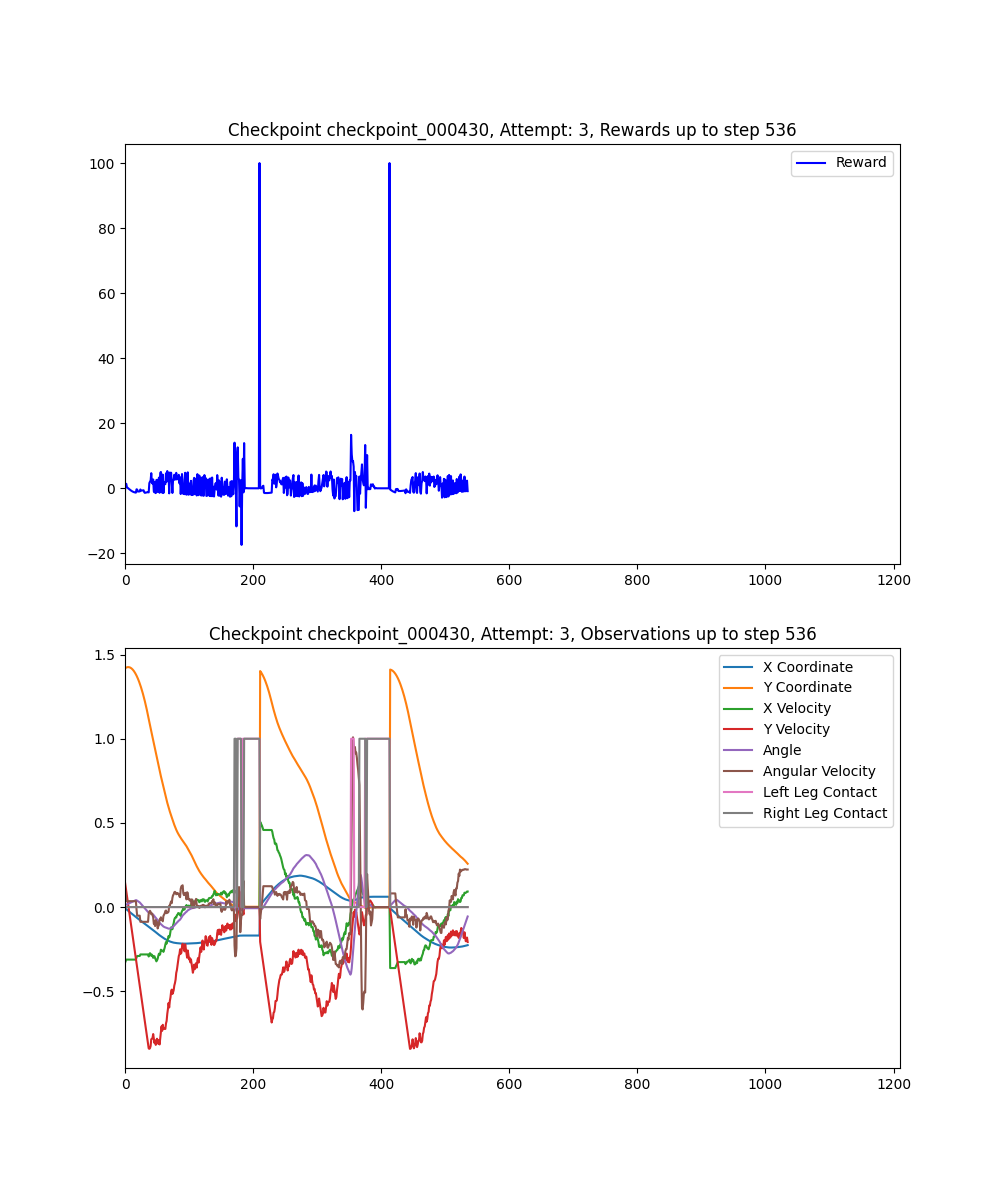 Checkpoint checkpoint_000430, Attempt: 3, Rewards up to step 536
100
80
60
40
20
0
−20
Reward
0 200 400 600 800 1000 1200
Checkpoint checkpoint_000430, Attempt: 3, Observations up to step 536
1.5
1.0
0.5
0.0
−0.5
X Coordinate
Y Coordinate
X Velocity
Y Velocity
Angle
Angular Velocity
Left Leg Contact
Right Leg Contact
0 200 400 600 800 1000 1200